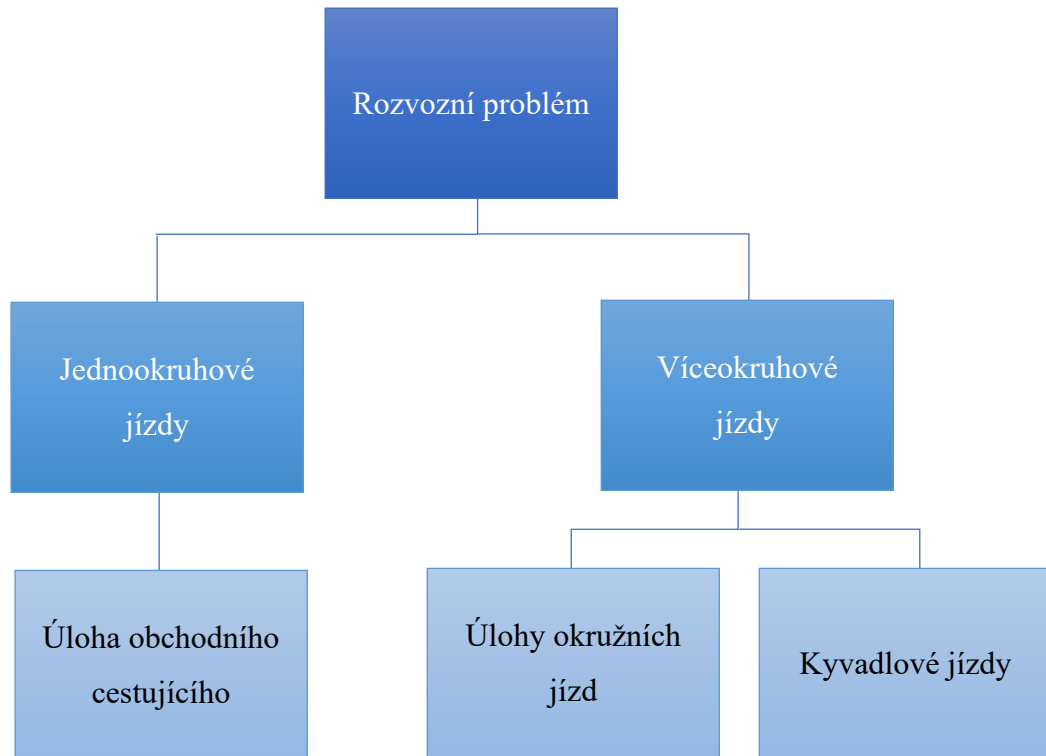 Rozvozní problém
Jednookruhové
jízdy
Víceokruhové
jízdy
Úloha obchodního
cestujícího
Úlohy okružních
jízd
Kyvadlové jízdy